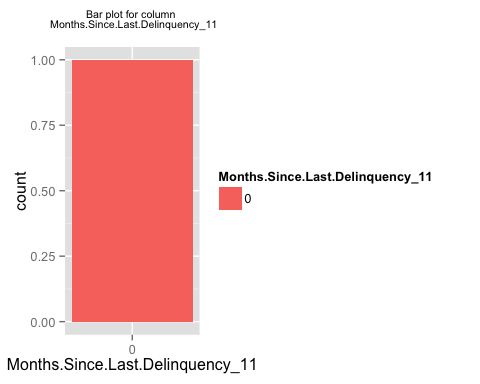 Bar plot for column
Months.Since.Last.Delinquency_11
1.00
0.75
0.50
0.25
0.00
count
0
Months.Since.Last.Delinquency_11
Months.Since.Last.Delinquency_11
0